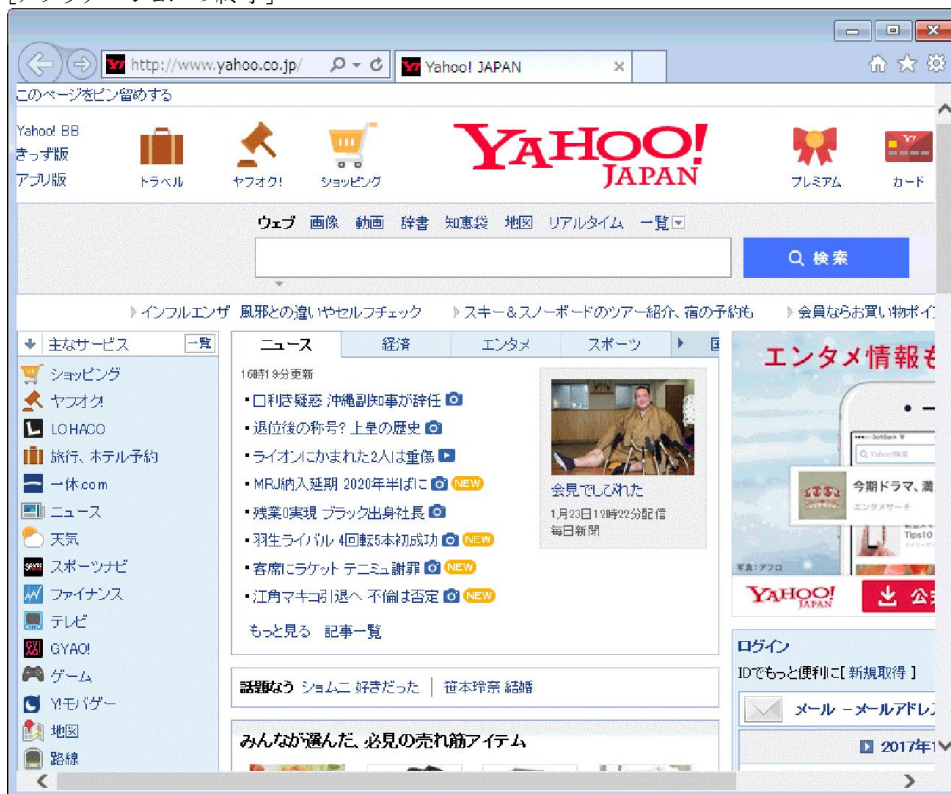 http://www.yahoo.co.jp/
Yahoo! JAPAN
このページをピン留めする
Yahoo! BB
きっず版
アプリ版
トラベル
ヤフオク!
ショッピング
YAHOO!
JAPAN
プレミアム
カード
ウェブ 画像 動画 辞書 知恵袋 地図 リアルタイム 一覧
検索
インフルエンザ 風邪との違いやセルフチェック
スキー&スノーボードのツアー紹介、宿の予約も
会員ならお買い物ポイ
主なサービス 一覧
ショッピング
ヤフオク!
LOHACO
旅行、ホテル予約
一休.com
ニュース
天気
スポーツナビ
ファイナンス
テレビ
GYAO!
ゲーム
Y!モバゲー
地図
路線
ニュース 経済 エンタメ スポーツ
16時19分更新
口利き疑惑 沖縄副知事が辞任
退位後の称号? 上皇の歴史
ライオンにかまれた2人は重傷
MRJ納入延期 2020年半ばに NEW
残業0実現 ブラック出身社長
羽生ライバル 4回転5本初成功 NEW
客席にラケット テニミュ謝罪 NEW
江角マキコ引退へ 不倫は否定 NEW
もっと見る 記事一覧
会見でしびれた
1月23日12時22分配信
毎日新聞
話題なう ショムニ 好きだった 笹本玲奈 結婚
みんなが選んだ、必見の売れ筋アイテム
エンタメ情報も
今期ドラマ、満
エンタメサーチ
Tips10
写真:アフロ
YAHOO!
JAPAN
公
ログイン
IDでもっと便利に[ 新規取得 ]
メール -メールアドレ
2017年1